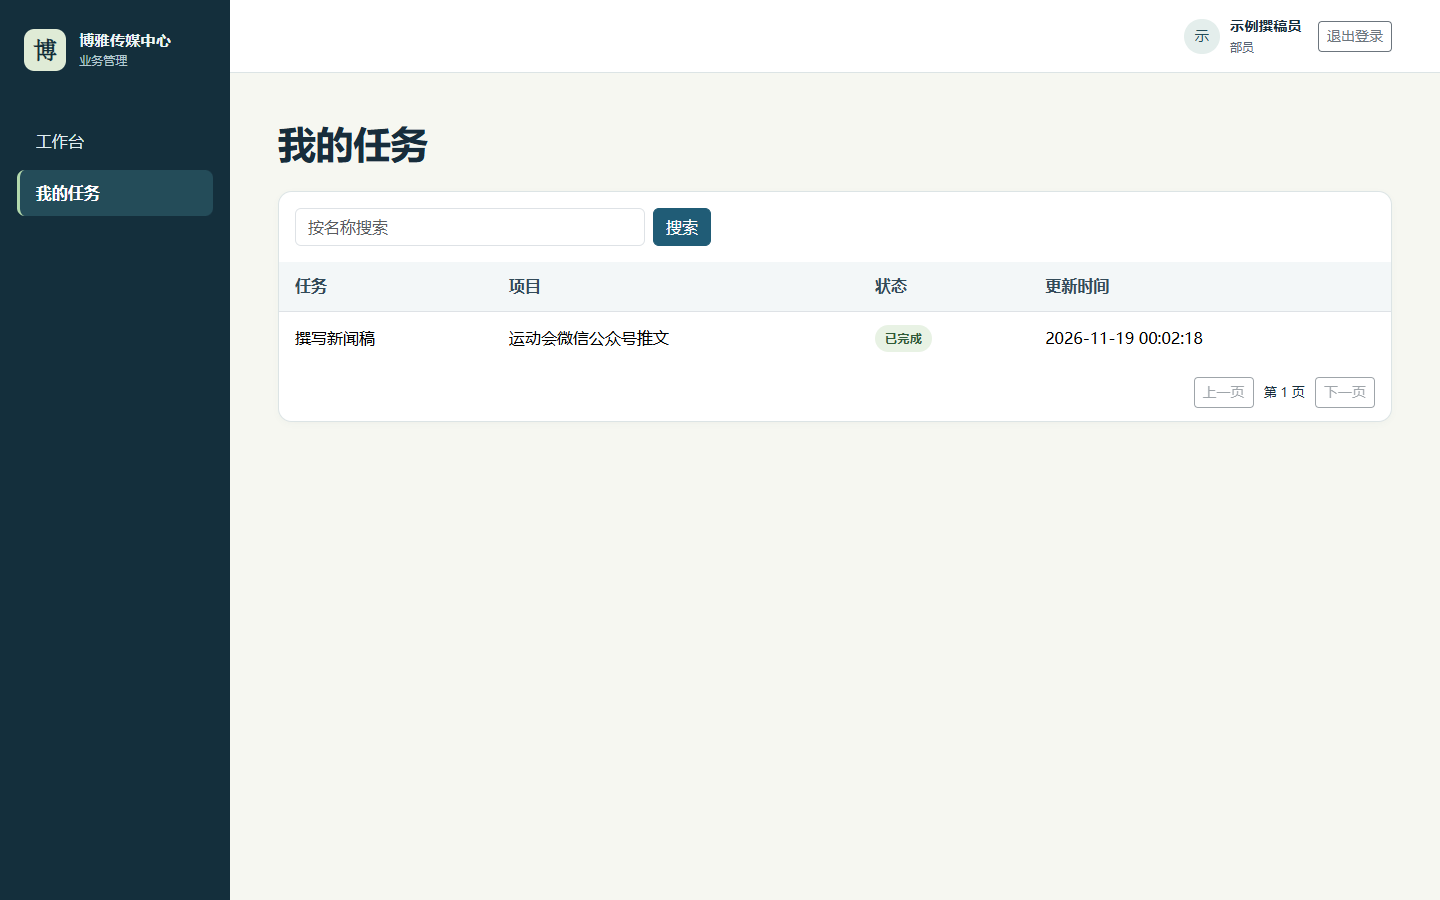 博
博雅传媒中心
业务管理
工作台
我的任务
示
示例撰稿员
部员
退出登录
我的任务
按名称搜索
搜索
任务 项目 状态 更新时间
撰写新闻稿 运动会微信公众号推文 已完成 2026-11-19 00:02:18
上一页 第 1 页 下一页